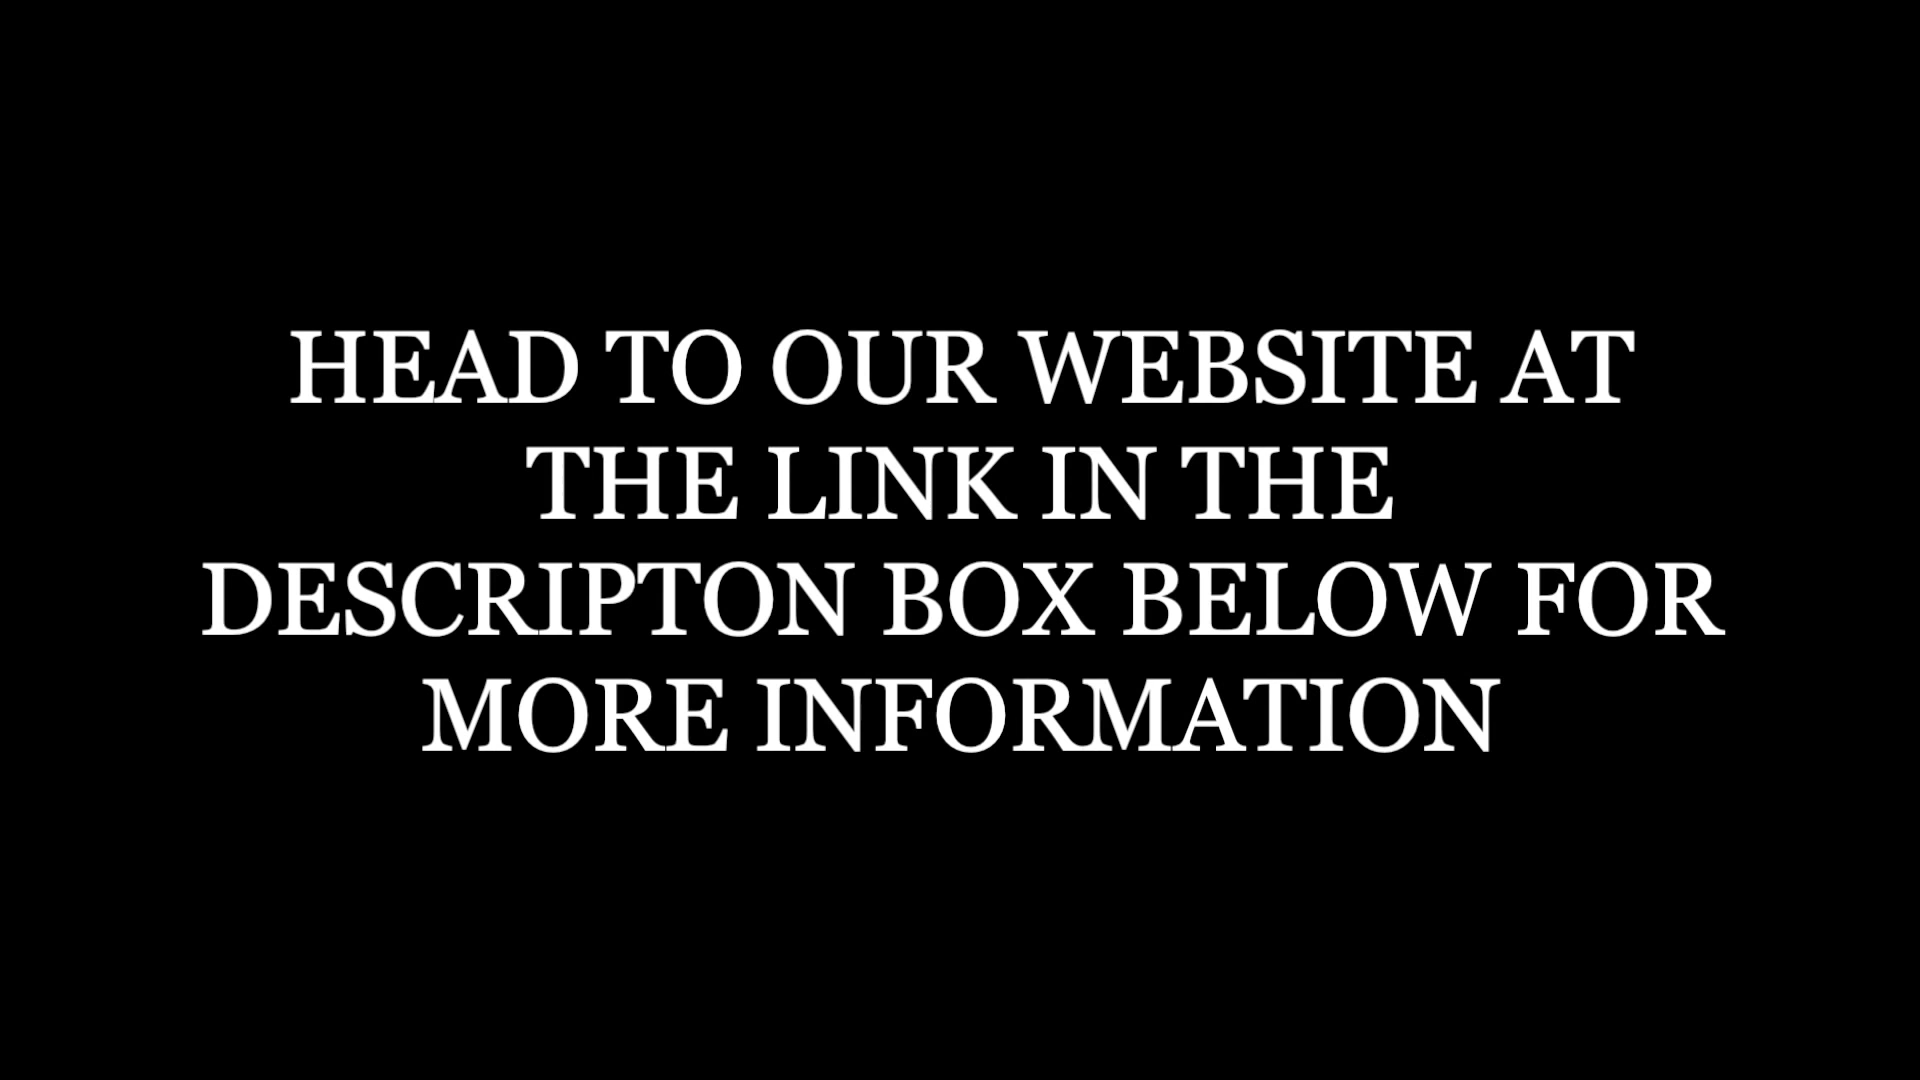 HEAD TO OUR WEBSITE AT
THE LINK IN THE
DESCRIPTON BOX BELOW FOR
MORE INFORMATION